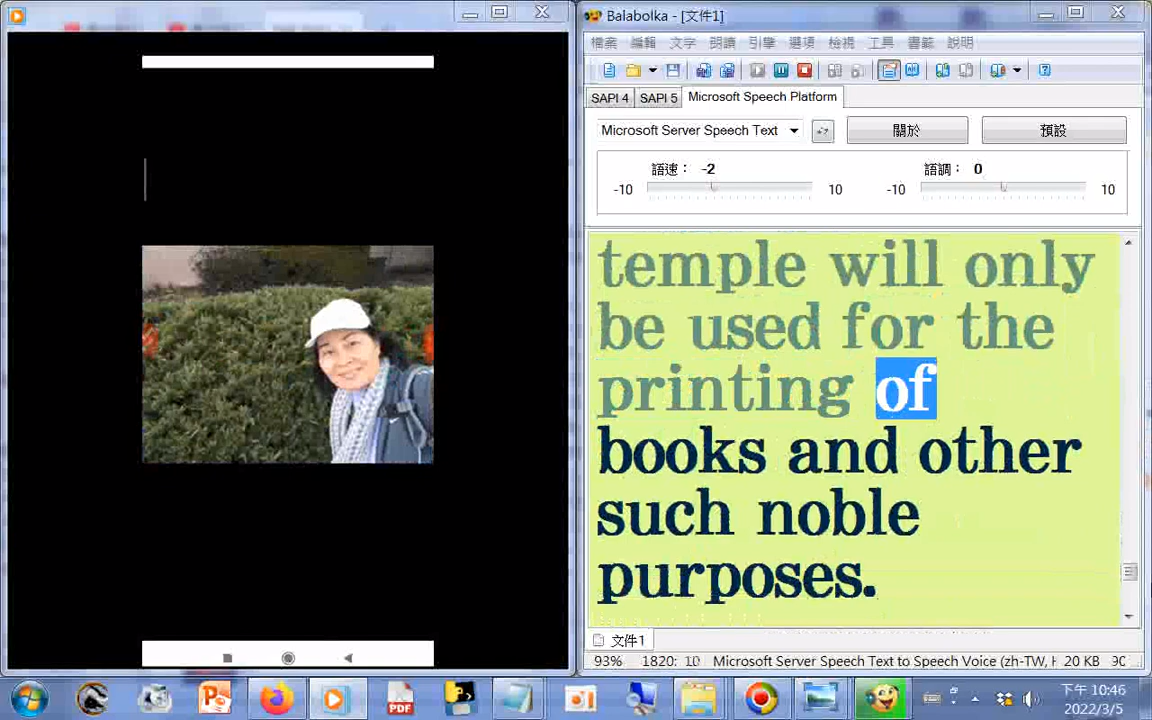 Balabolka - [文件1]
檔案 編輯 文字 朗讀 引擎 選項 檢視 工具 書籤 說明
SAPI 4 SAPI 5 Microsoft Speech Platform
Microsoft Server Speech Text 關於 預設
語速： -2 語調： 0
-10 10 -10 10
temple will only
be used for the
printing of
books and other
such noble
purposes.
文件1
93% 1820: 10 Microsoft Server Speech Text to Speech Voice (zh-TW, H 20 KB
PDF
下午 10:46
2022/3/5